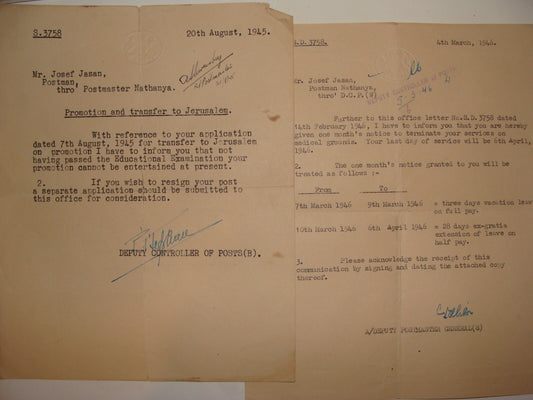 S.3758
20th August, 1945.
Mr. Josef Jasan,
Postman,
thro' Postmaster Nathanya.
Promotion and transfer to Jerusalem.
With reference to your application
dated 7th August, 1945 for transfer to Jerusalem
on promotion I have to inform you that not
having passed the Educational Examination your
promotion cannot be entertained at present.
2. If you wish to resign your post
a separate application should be submitted to
this office for consideration.
DEPUTY CONTROLLER OF POSTS(B).
S.D. 3758.
4th March, 1946.
Mr. Josef Jasan,
Postman Nathanya,
thro' D.C.P.
DEPUTY CONTROLLER OF POSTS
Further to this office letter No.S.D. 3758 dated
14th February 1946, I have to inform you that you are hereby
given one month's notice to terminate your services on
medical grounds. Your last day of service will be 6th April,
1946.
2. The one month's notice granted to you will be
treated as follows :-
From To
7th March 1946 9th March 1946 = three days vacation leave
on full pay.
10th March 1946 6th April 1946 = 28 days ex-gratia
extension of leave on
half pay.
3. Please acknowledge the receipt of this
communication by signing and dating the attached copy
thereof.
A/DEPUTY POSTMASTER GENERAL